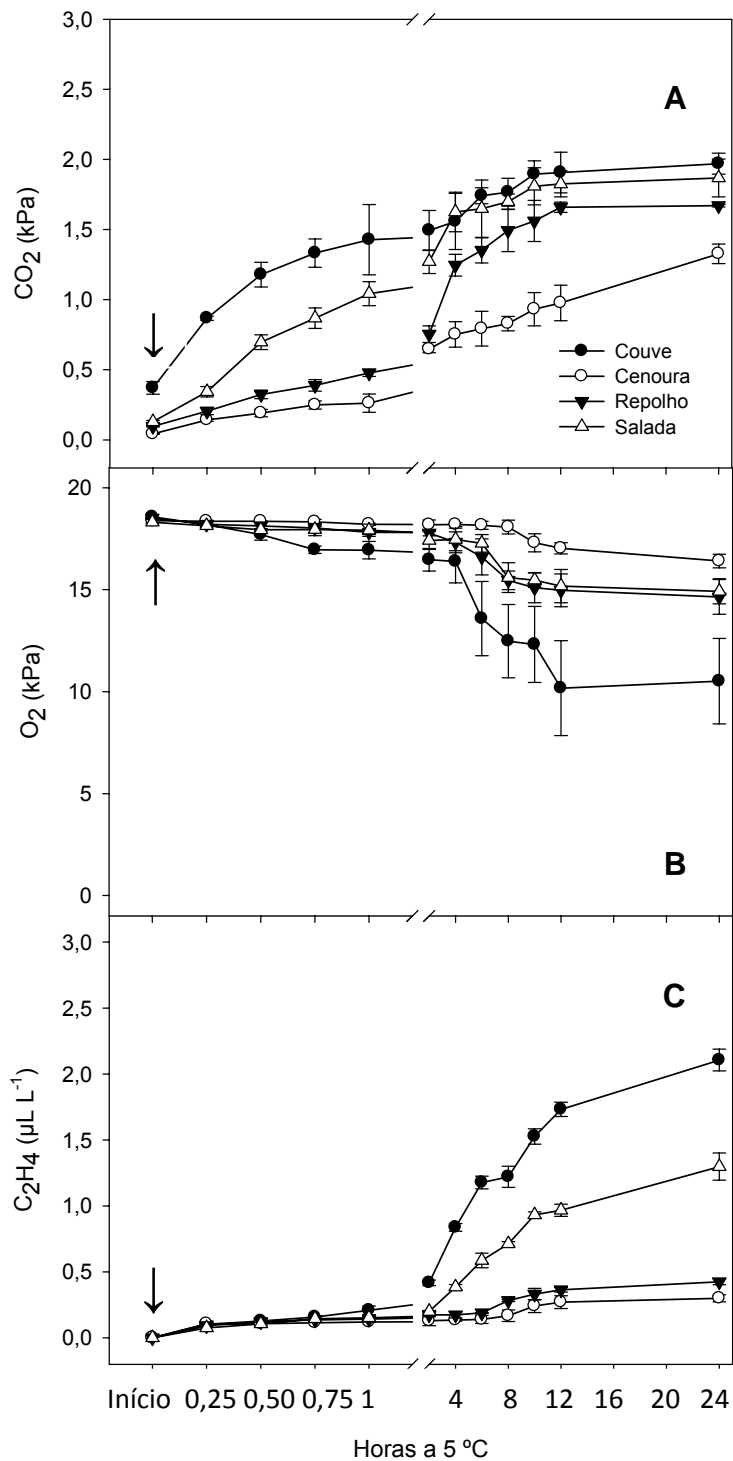 3,0
2,5
2,0
1,5
1,0
0,5
0,0
CO2 (kPa)
A
Couve
Cenoura
Repolho
Salada
20
15
10
5
0
O2 (kPa)
B
3,0
2,5
2,0
1,5
1,0
0,5
0,0
C2H4 (µL L-1)
C
Início 0,25 0,50 0,75 1 4 8 12 16 20 24
Horas a 5 ºC